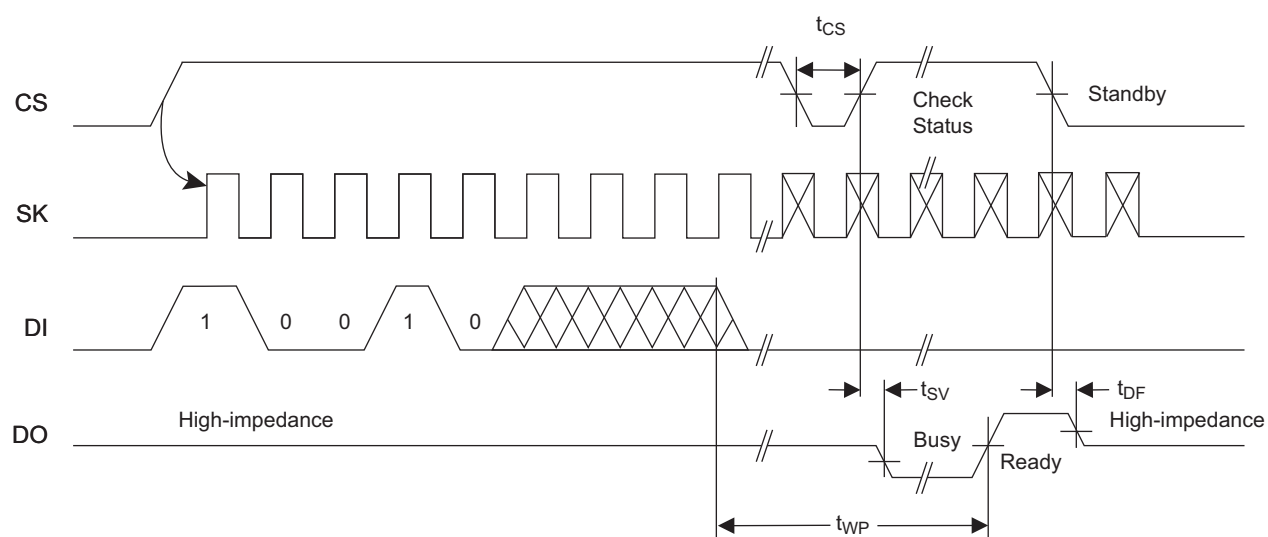 tCS
CS
Check
Status
Standby
SK
DI
1 0 0 1 0
tSV
tDF
DO
High-impedance
Busy
Ready
High-impedance
tWP